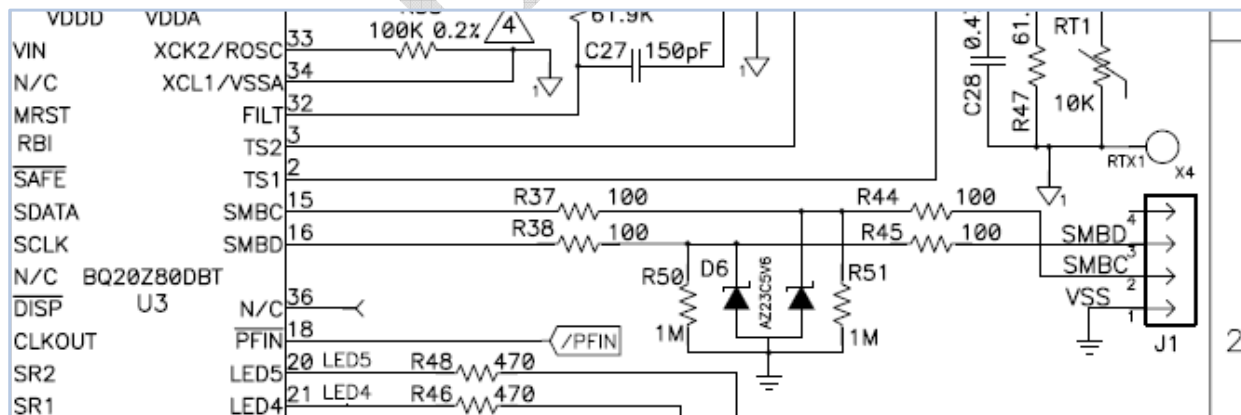 VDDD VDDA
100K 0.2% 4 61.9K
VIN XCK2/ROSC 33 C27 150pF C28 RT1
N/C XCL1/VSSA 34 1 1 R47 10K
MRST FILT 32
RBI TS2 3 RTX1 X4
SAFE TS1 2 1
SDATA SMBC 15 R37 100 R44 100 4
SCLK SMBD 16 R38 100 R45 100 SMBD 3
N/C BQ20Z80DBT R50 D6 AZ23C5V6 R51 SMBC 2
DISP U3 N/C 36 1M 1M VSS 1
CLKOUT PFIN 18 /PFIN J1 2
SR2 LED5 20 LED5 R48 470
SR1 LED4 21 LED4 R46 470